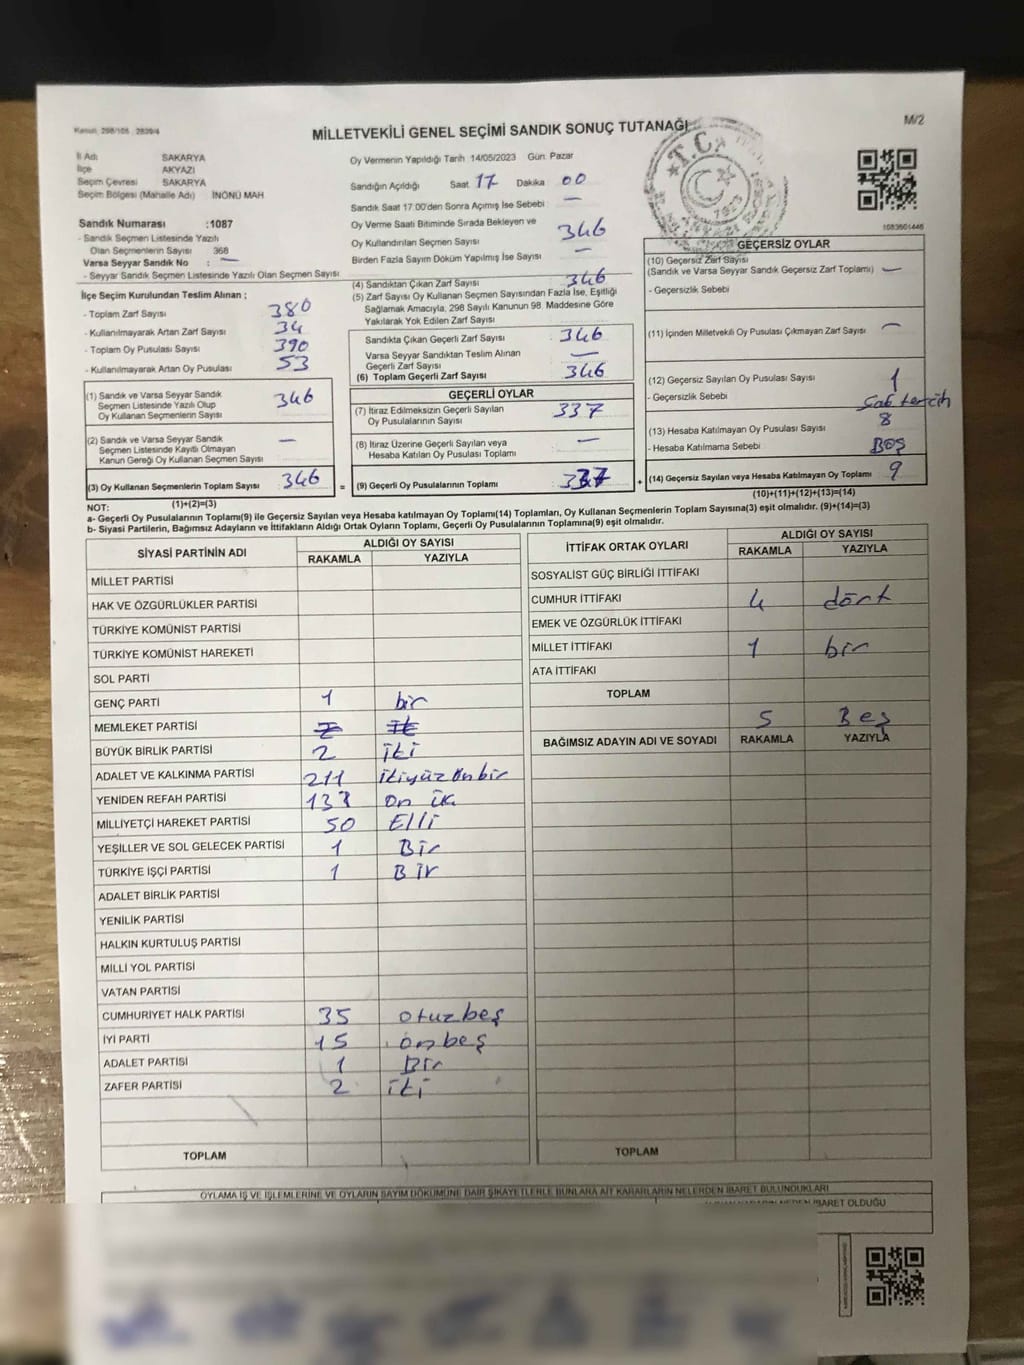 Kanun 298/105 2839/4
MİLLETVEKİLİ GENEL SEÇİMİ SANDIK SONUÇ TUTANAĞI
M/2
İl Adı SAKARYA
İlçe AKYAZI
Seçim Çevresi SAKARYA
Seçim Bölgesi (Mahalle Adı) İNÖNÜ MAH
Sandık Numarası :1087
- Sandık Seçmen Listesinde Yazılı
Olan Seçmenlerin Sayısı 368
Varsa Seyyar Sandık No : —
- Seyyar Sandık Seçmen Listesinde Yazılı Olan Seçmen Sayısı
Oy Vermenin Yapıldığı Tarih 14/05/2023 Gün: Pazar
Sandığın Açıldığı Saat 17 Dakika 00
Sandık Saat 17:00'den Sonra Açımış İse Sebebi : —
Oy Verme Saati Bitiminde Sırada Bekleyen ve
Oy Kullandırılan Seçmen Sayısı 346
Birden Fazla Sayım Döküm Yapılmış İse Sayısı —
T.C.
1923
1083601446
İlçe Seçim Kurulundan Teslim Alınan ;
- Toplam Zarf Sayısı 380
- Kullanılmayarak Artan Zarf Sayısı 34
- Toplam Oy Pusulası Sayısı 390
- Kullanılmayarak Artan Oy Pusulası 53
(1) Sandık ve Varsa Seyyar Sandık
Seçmen Listesinde Yazılı Olup
Oy Kullanan Seçmenlerin Sayısı 346
(2) Sandık ve Varsa Seyyar Sandık
Seçmen Listesinde Kayıtlı Olmayan
Kanun Gereği Oy Kullanan Seçmen Sayısı —
(3) Oy Kullanan Seçmenlerin Toplam Sayısı 346 =
(1)+(2)=(3)
(4) Sandıktan Çıkan Zarf Sayısı 346
(5) Zarf Sayısı Oy Kullanan Seçmen Sayısından Fazla İse, Eşitliği
Sağlamak Amacıyla, 298 Sayılı Kanunun 98. Maddesine Göre
Yakılarak Yok Edilen Zarf Sayısı
Sandıkta Çıkan Geçerli Zarf Sayısı 346
Varsa Seyyar Sandıktan Teslim Alınan
Geçerli Zarf Sayısı —
(6) Toplam Geçerli Zarf Sayısı 346
GEÇERLİ OYLAR
(7) İtiraz Edilmeksizin Geçerli Sayılan
Oy Pusulalarının Sayısı 337
(8) İtiraz Üzerine Geçerli Sayılan veya
Hesaba Katılan Oy Pusulası Toplamı —
(9) Geçerli Oy Pusulalarının Toplamı 337 +
GEÇERSİZ OYLAR
(10) Geçersiz Zarf Sayısı
(Sandık ve Varsa Seyyar Sandık Geçersiz Zarf Toplamı) —
- Geçersizlik Sebebi
(11) İçinden Milletvekili Oy Pusulası Çıkmayan Zarf Sayısı —
(12) Geçersiz Sayılan Oy Pusulası Sayısı 1
- Geçersizlik Sebebi tercih
(13) Hesaba Katılmayan Oy Pusulası Sayısı 8
- Hesaba Katılmama Sebebi BOŞ
(14) Geçersiz Sayılan veya Hesaba Katılmayan Oy Toplamı 9
(10)+(11)+(12)+(13)=(14)
NOT:
a- Geçerli Oy Pusulalarının Toplamı(9) ile Geçersiz Sayılan veya Hesaba katılmayan Oy Toplamı(14) Toplamları, Oy Kullanan Seçmenlerin Toplam Sayısına(3) eşit olmalıdır. (9)+(14)=(3)
b- Siyasi Partilerin, Bağımsız Adayların ve İttifakların Aldığı Ortak Oyların Toplamı, Geçerli Oy Pusulalarının Toplamına(9) eşit olmalıdır.
SİYASİ PARTİNİN ADI ALDIĞI OY SAYISI
RAKAMLA YAZIYLA
MİLLET PARTİSİ
HAK VE ÖZGÜRLÜKLER PARTİSİ
TÜRKİYE KOMÜNİST PARTİSİ
TÜRKİYE KOMÜNİST HAREKETİ
SOL PARTİ
GENÇ PARTİ 1 bir
MEMLEKET PARTİSİ
BÜYÜK BİRLİK PARTİSİ 2 iki
ADALET VE KALKINMA PARTİSİ 211 ikiyüz onbir
YENİDEN REFAH PARTİSİ on
MİLLİYETÇİ HAREKET PARTİSİ 50 Elli
YEŞİLLER VE SOL GELECEK PARTİSİ 1 Bir
TÜRKİYE İŞÇİ PARTİSİ 1 Bir
ADALET BİRLİK PARTİSİ
YENİLİK PARTİSİ
HALKIN KURTULUŞ PARTİSİ
MİLLİ YOL PARTİSİ
VATAN PARTİSİ
CUMHURİYET HALK PARTİSİ 35 otuzbeş
İYİ PARTİ 15 onbeş
ADALET PARTİSİ 1 Bir
ZAFER PARTİSİ 2 iki
TOPLAM
İTTİFAK ORTAK OYLARI ALDIĞI OY SAYISI
RAKAMLA YAZIYLA
SOSYALİST GÜÇ BİRLİĞİ İTTİFAKI
CUMHUR İTTİFAKI 4 dört
EMEK VE ÖZGÜRLÜK İTTİFAKI
MİLLET İTTİFAKI 1 bir
ATA İTTİFAKI
TOPLAM
5 Beş
BAĞIMSIZ ADAYIN ADI VE SOYADI RAKAMLA YAZIYLA
TOPLAM
OYLAMA İŞ VE İŞLEMLERİNE VE OYLARIN SAYIM DÖKÜMÜNE DAİR ŞİKAYETLERLE BUNLARA AİT KARARLARIN NELERDEN İBARET BULUNDUKLARI
İBARET OLDUĞU